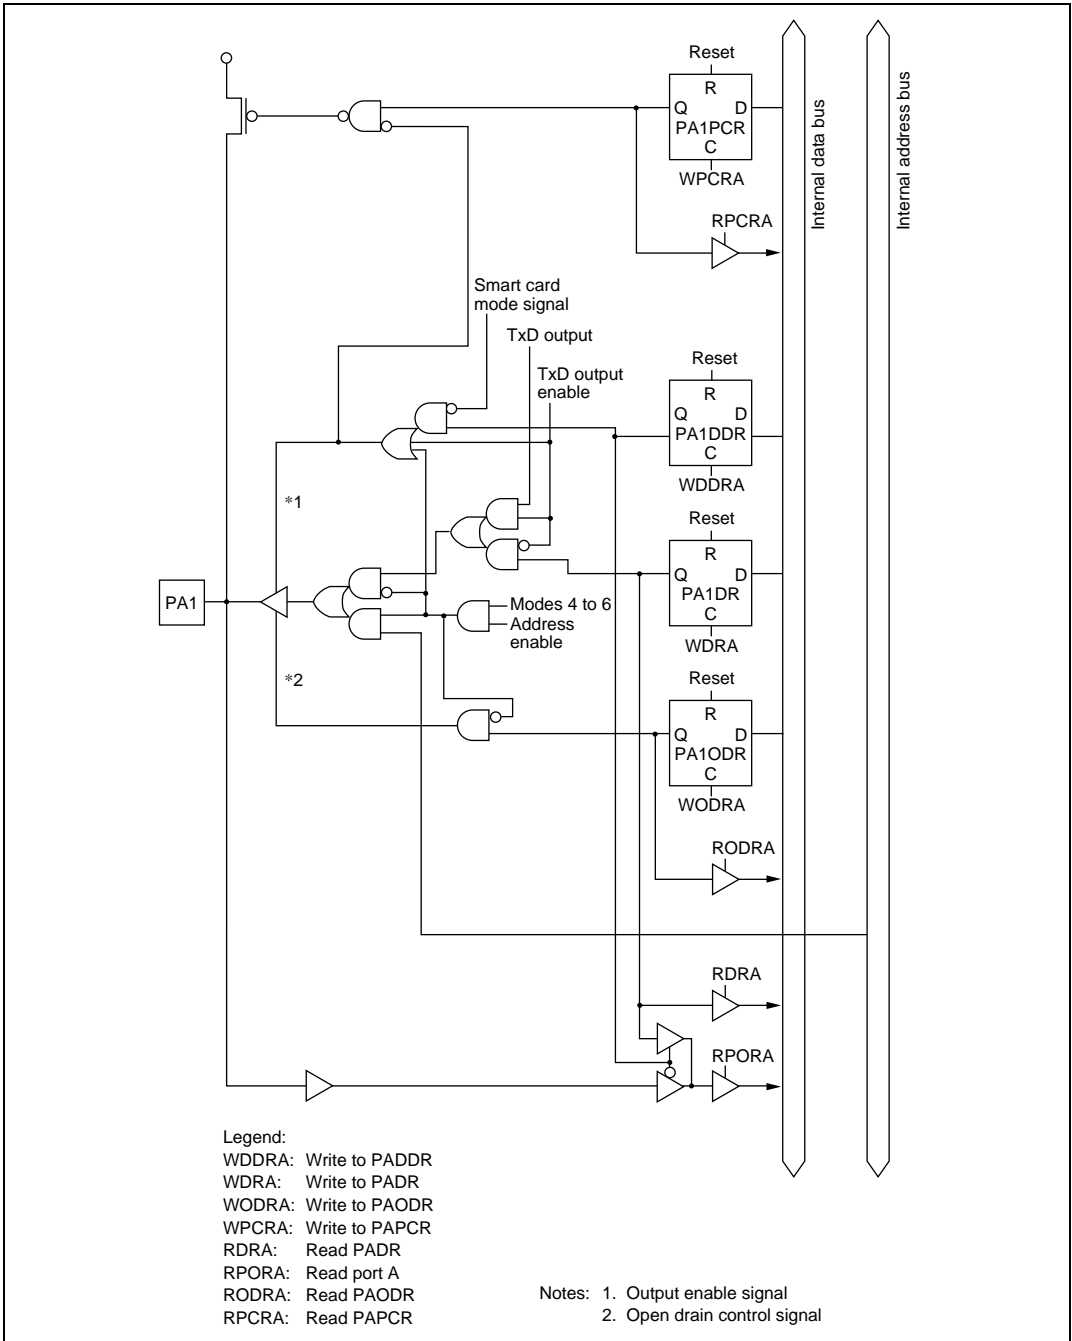 Reset
R
Q D
PA1PCR
C
WPCRA
Internal data bus
Internal address bus
RPCRA
Smart card
mode signal
TxD output
TxD output
enable
Reset
R
Q D
PA1DDR
C
WDDRA
*1
Reset
R
Q D
PA1DR
C
WDRA
PA1
Modes 4 to 6
Address
enable
*2
Reset
R
Q D
PA1ODR
C
WODRA
RODRA
RDRA
RPORA
Legend:
WDDRA: Write to PADDR
WDRA: Write to PADR
WODRA: Write to PAODR
WPCRA: Write to PAPCR
RDRA: Read PADR
RPORA: Read port A
RODRA: Read PAODR
RPCRA: Read PAPCR
Notes: 1. Output enable signal
2. Open drain control signal